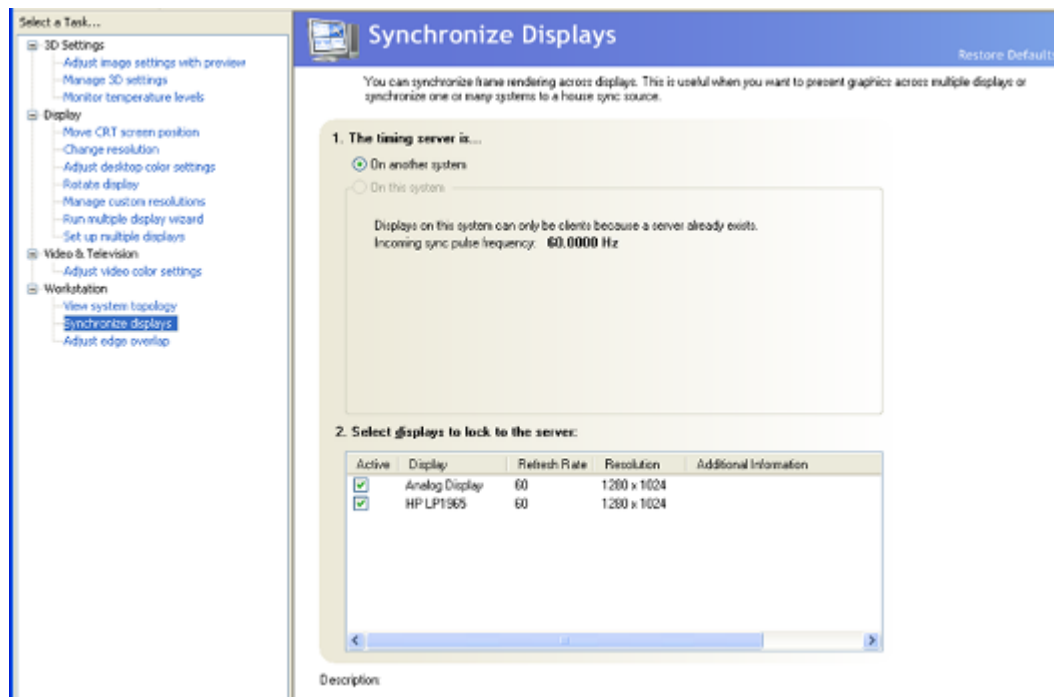 Select a Task...
3D Settings
Adjust image settings with preview
Manage 3D settings
Monitor temperature levels
Display
Move CRT screen position
Change resolution
Adjust desktop color settings
Rotate display
Manage custom resolutions
Run multiple display wizard
Set up multiple displays
Video & Television
Adjust video color settings
Workstation
View system topology
Synchronize displays
Adjust edge overlap
Synchronize Displays
Restore Defaults
You can synchronize frame rendering across displays. This is useful when you want to present graphics across multiple displays or
synchronize one or many systems to a house sync source.
1. The timing server is...
On another system
On this system
Displays on this system can only be clients because a server already exists.
Incoming sync pulse frequency: 60.0000 Hz
2. Select displays to lock to the server:
Active Display Refresh Rate Resolution Additional Information
Analog Display 60 1280 x 1024
HP LP1965 60 1280 x 1024
Description: